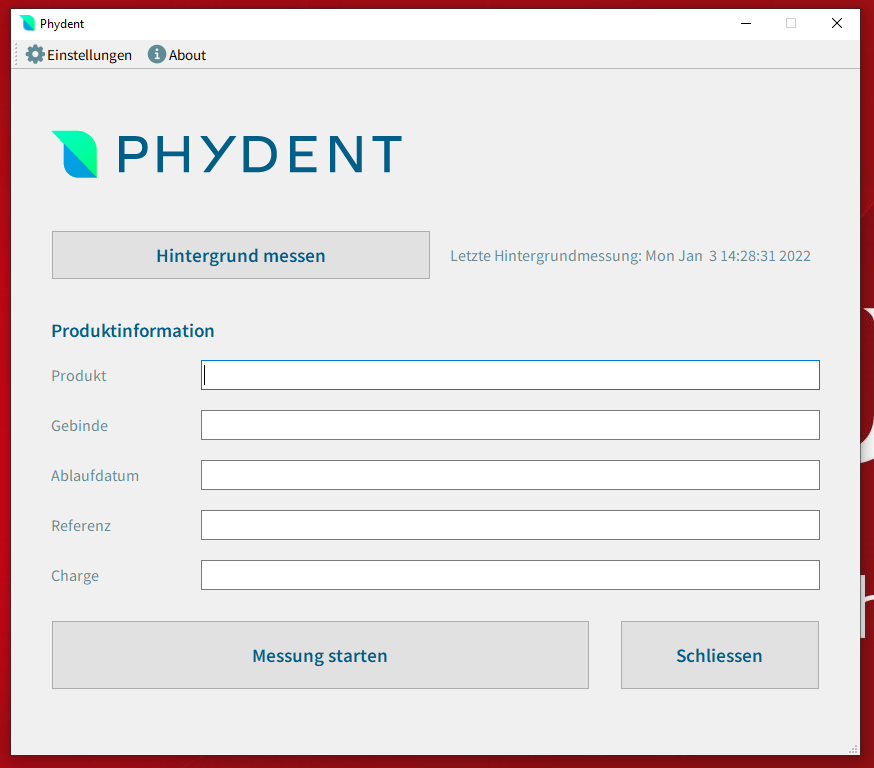 Phydent
Einstellungen About
PHYDENT
Hintergrund messen Letzte Hintergrundmessung: Mon Jan  3 14:28:31 2022
Produktinformation
Produkt
Gebinde
Ablaufdatum
Referenz
Charge
Messung starten Schliessen